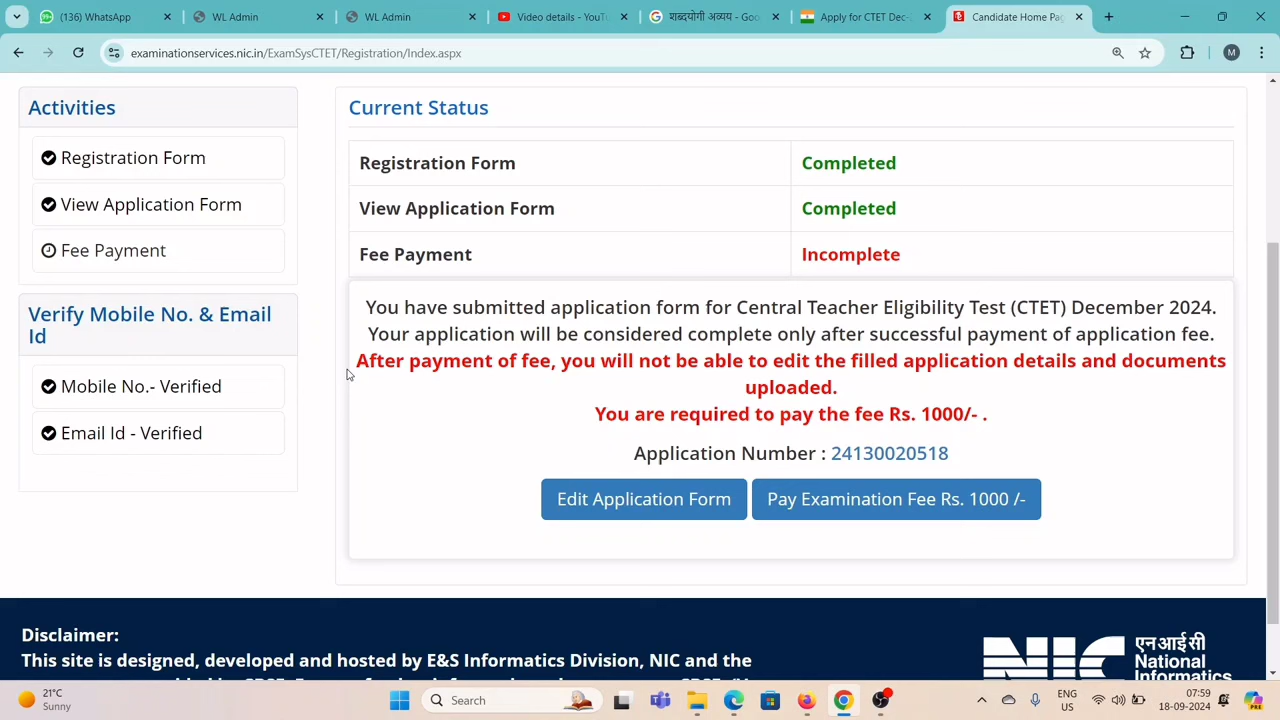 (136) WhatsApp
WL Admin
WL Admin
Video details - YouTu
शब्दयोगी अव्यय - Goo
Apply for CTET Dec-
Candidate Home Pag
examinationservices.nic.in/ExamSysCTET/Registration/Index.aspx
M
Activities
Registration Form
View Application Form
Fee Payment
Verify Mobile No. & Email
Id
Mobile No.- Verified
Email Id - Verified
Current Status
Registration Form Completed
View Application Form Completed
Fee Payment Incomplete
You have submitted application form for Central Teacher Eligibility Test (CTET) December 2024.
Your application will be considered complete only after successful payment of application fee.
After payment of fee, you will not be able to edit the filled application details and documents
uploaded.
You are required to pay the fee Rs. 1000/- .
Application Number : 24130020518
Edit Application Form
Pay Examination Fee Rs. 1000 /-
Disclaimer:
This site is designed, developed and hosted by E&S Informatics Division, NIC and the
NIC
एन आई सी
National
Informatics
21°C
Sunny
Search
ENG
US
07:59
18-09-2024
PRE